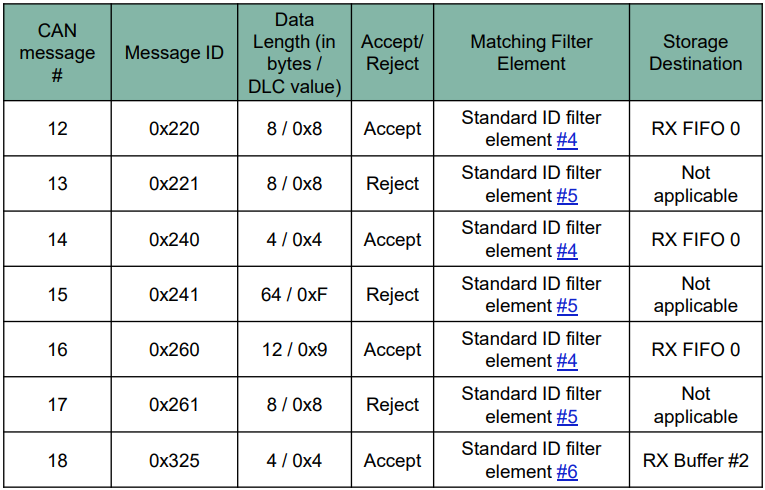 CAN message # | Message ID | Data Length (in bytes / DLC value) | Accept/ Reject | Matching Filter Element | Storage Destination
12 | 0x220 | 8 / 0x8 | Accept | Standard ID filter element #4 | RX FIFO 0
13 | 0x221 | 8 / 0x8 | Reject | Standard ID filter element #5 | Not applicable
14 | 0x240 | 4 / 0x4 | Accept | Standard ID filter element #4 | RX FIFO 0
15 | 0x241 | 64 / 0xF | Reject | Standard ID filter element #5 | Not applicable
16 | 0x260 | 12 / 0x9 | Accept | Standard ID filter element #4 | RX FIFO 0
17 | 0x261 | 8 / 0x8 | Reject | Standard ID filter element #5 | Not applicable
18 | 0x325 | 4 / 0x4 | Accept | Standard ID filter element #6 | RX Buffer #2